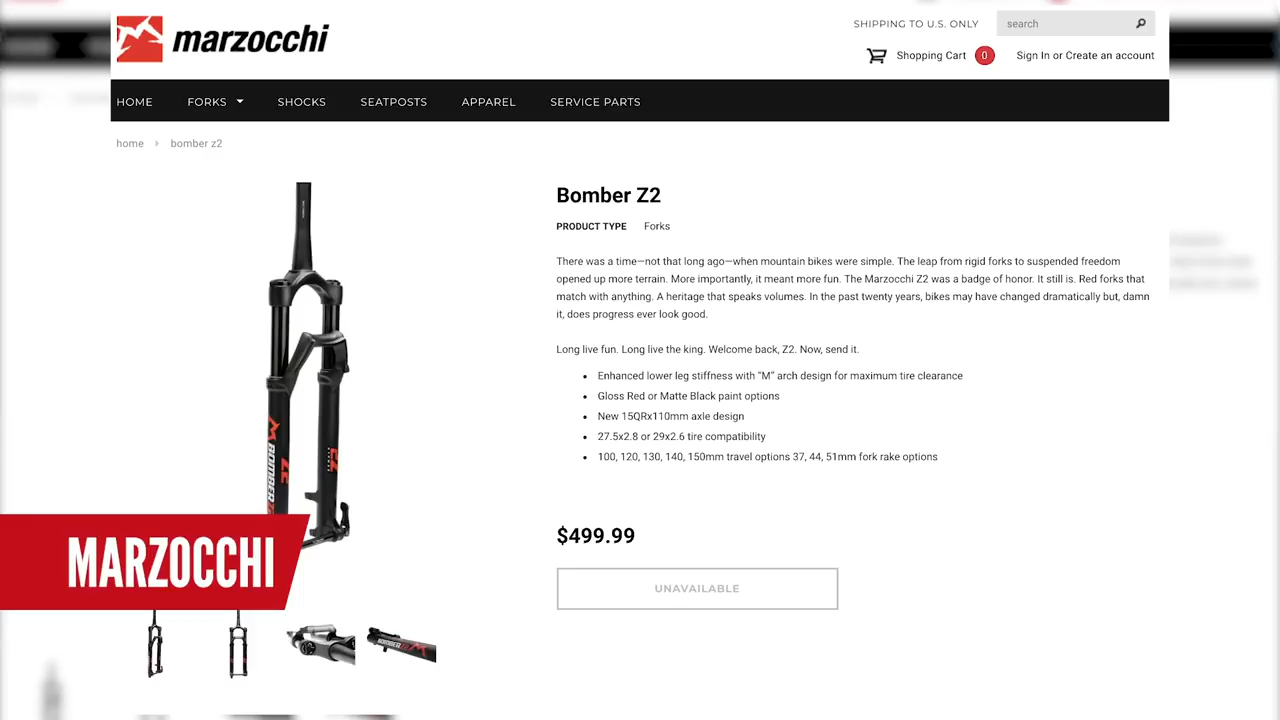 marzocchi
SHIPPING TO U.S. ONLY
search
Shopping Cart 0
Sign In or Create an account
HOME FORKS SHOCKS SEATPOSTS APPAREL SERVICE PARTS
home bomber z2
Bomber Z2
PRODUCT TYPE Forks
There was a time—not that long ago—when mountain bikes were simple. The leap from rigid forks to suspended freedom
opened up more terrain. More importantly, it meant more fun. The Marzocchi Z2 was a badge of honor. It still is. Red forks that
match with anything. A heritage that speaks volumes. In the past twenty years, bikes may have changed dramatically but, damn
it, does progress ever look good.
Long live fun. Long live the king. Welcome back, Z2. Now, send it.
• Enhanced lower leg stiffness with “M” arch design for maximum tire clearance
• Gloss Red or Matte Black paint options
• New 15QRx110mm axle design
• 27.5x2.8 or 29x2.6 tire compatibility
• 100, 120, 130, 140, 150mm travel options 37, 44, 51mm fork rake options
$499.99
UNAVAILABLE
BOMBER Z2
Z2
MARZOCCHI
BOMBER